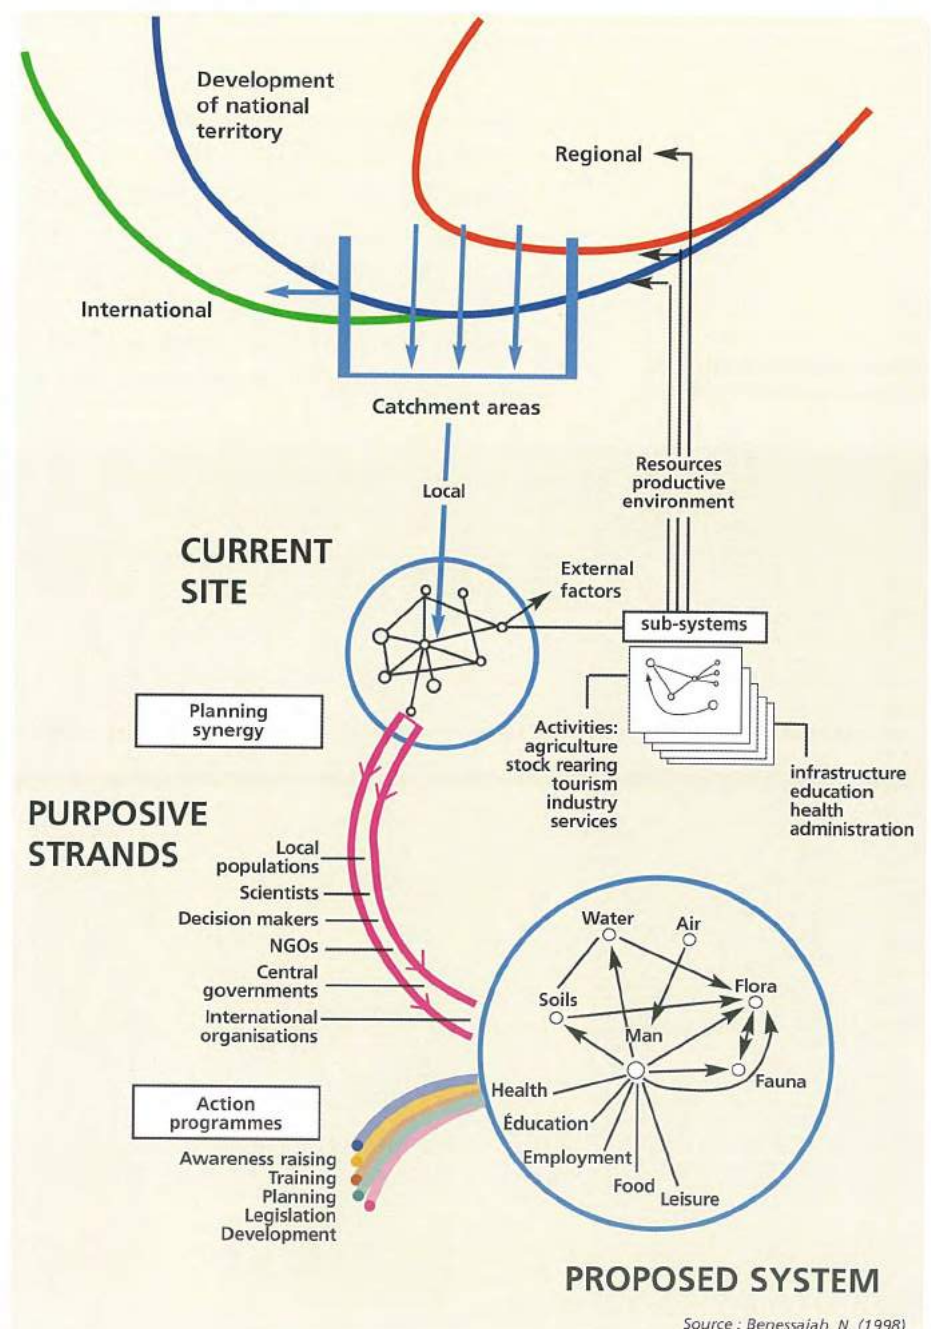 Development
of national
territory
Regional
International
Catchment areas
Resources
productive
environment
Local
CURRENT
SITE
External
factors
sub-systems
Planning
synergy
Activities:
agriculture
stock rearing
tourism
industry
services
infrastructure
education
health
administration
PURPOSIVE
STRANDS
Local
populations
Scientists
Decision makers
NGOs
Central
governments
International
organisations
Water
Air
Flora
Soils
Man
Fauna
Health
Éducation
Employment
Food
Leisure
Action
programmes
Awareness raising
Training
Planning
Legislation
Development
PROPOSED SYSTEM
Source : Benessaiah, N. (1998)